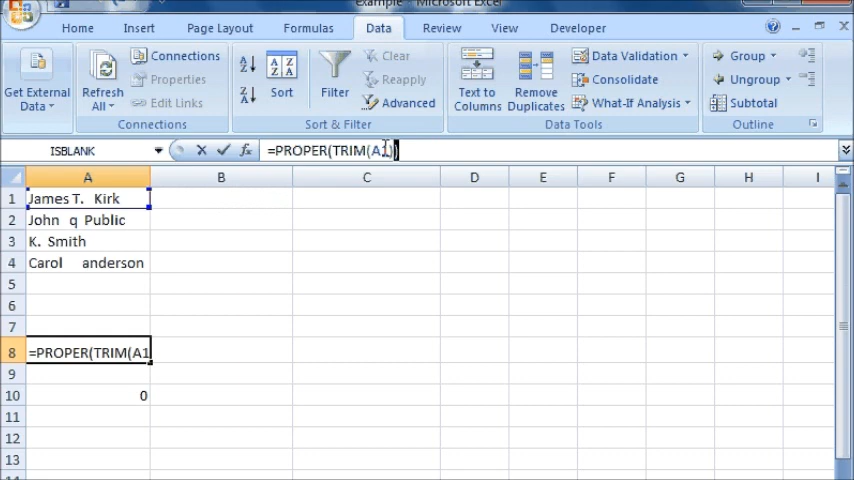 example - Microsoft Excel
Home Insert Page Layout Formulas Data Review View Developer
Get External Data
Refresh All
Connections
Properties
Edit Links
Connections
Sort
Filter
Clear
Reapply
Advanced
Sort & Filter
Text to Columns
Remove Duplicates
Data Validation
Consolidate
What-If Analysis
Data Tools
Group
Ungroup
Subtotal
Outline
ISBLANK fx =PROPER(TRIM(A1))
A B C D E F G H I
1 James T. Kirk
2 John q Public
3 K. Smith
4 Carol anderson
5
6
7
8 =PROPER(TRIM(A1
9
10 0
11
12
13